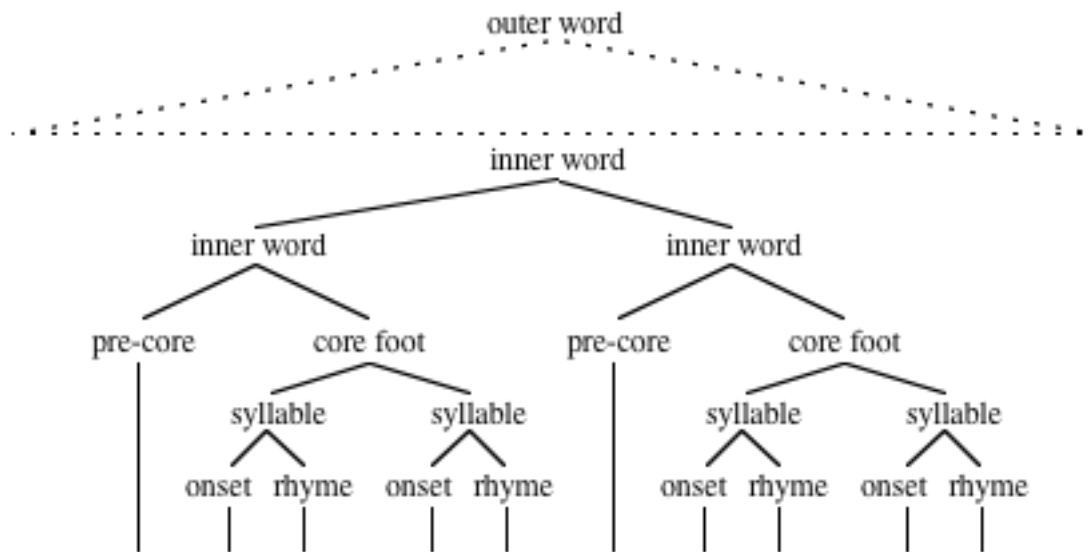 outer word
inner word
inner word inner word
pre-core core foot pre-core core foot
syllable syllable syllable syllable
onset rhyme onset rhyme onset rhyme onset rhyme